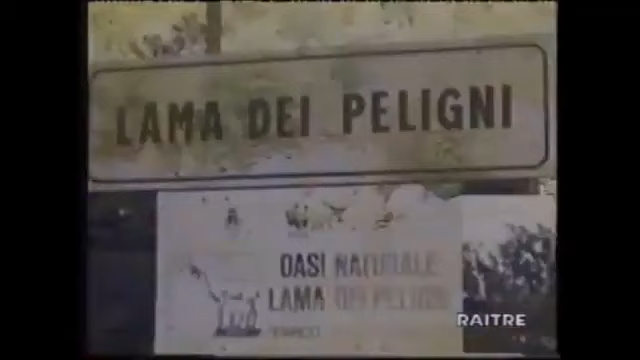 LAMA DEI PELIGNI
OASI NATURALE
LAMA DEI PELIGNI
RAITRE